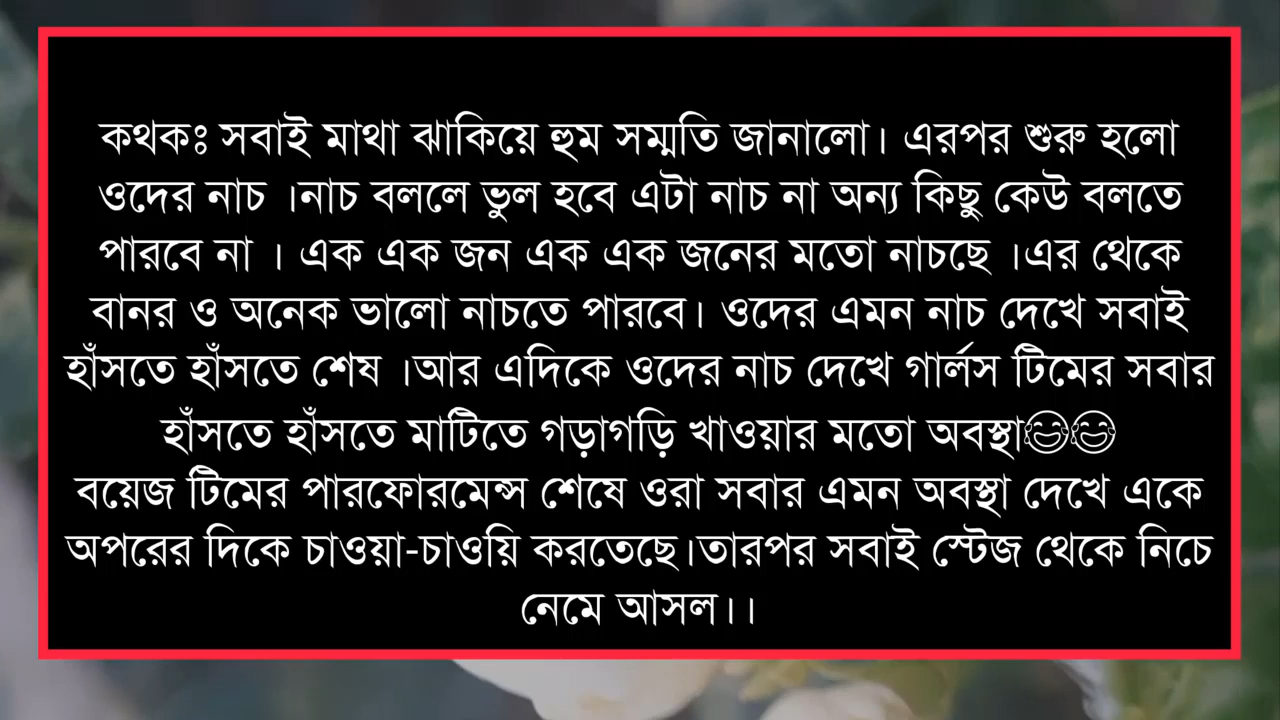 কথকঃ সবাই মাথা ঝাকিয়ে হুম সম্মতি জানালো। এরপর শুরু হলো
ওদের নাচ ।নাচ বললে ভুল হবে এটা নাচ না অন্য কিছু কেউ বলতে
পারবে না । এক এক জন এক এক জনের মতো নাচছে ।এর থেকে
বানর ও অনেক ভালো নাচতে পারবে। ওদের এমন নাচ দেখে সবাই
হাঁসতে হাঁসতে শেষ ।আর এদিকে ওদের নাচ দেখে গার্লস টিমের সবার
হাঁসতে হাঁসতে মাটিতে গড়াগড়ি খাওয়ার মতো অবস্থা😂😂
বয়েজ টিমের পারফোরমেন্স শেষে ওরা সবার এমন অবস্থা দেখে একে
অপরের দিকে চাওয়া-চাওয়ি করতেছে।তারপর সবাই স্টেজ থেকে নিচে
নেমে আসল।।